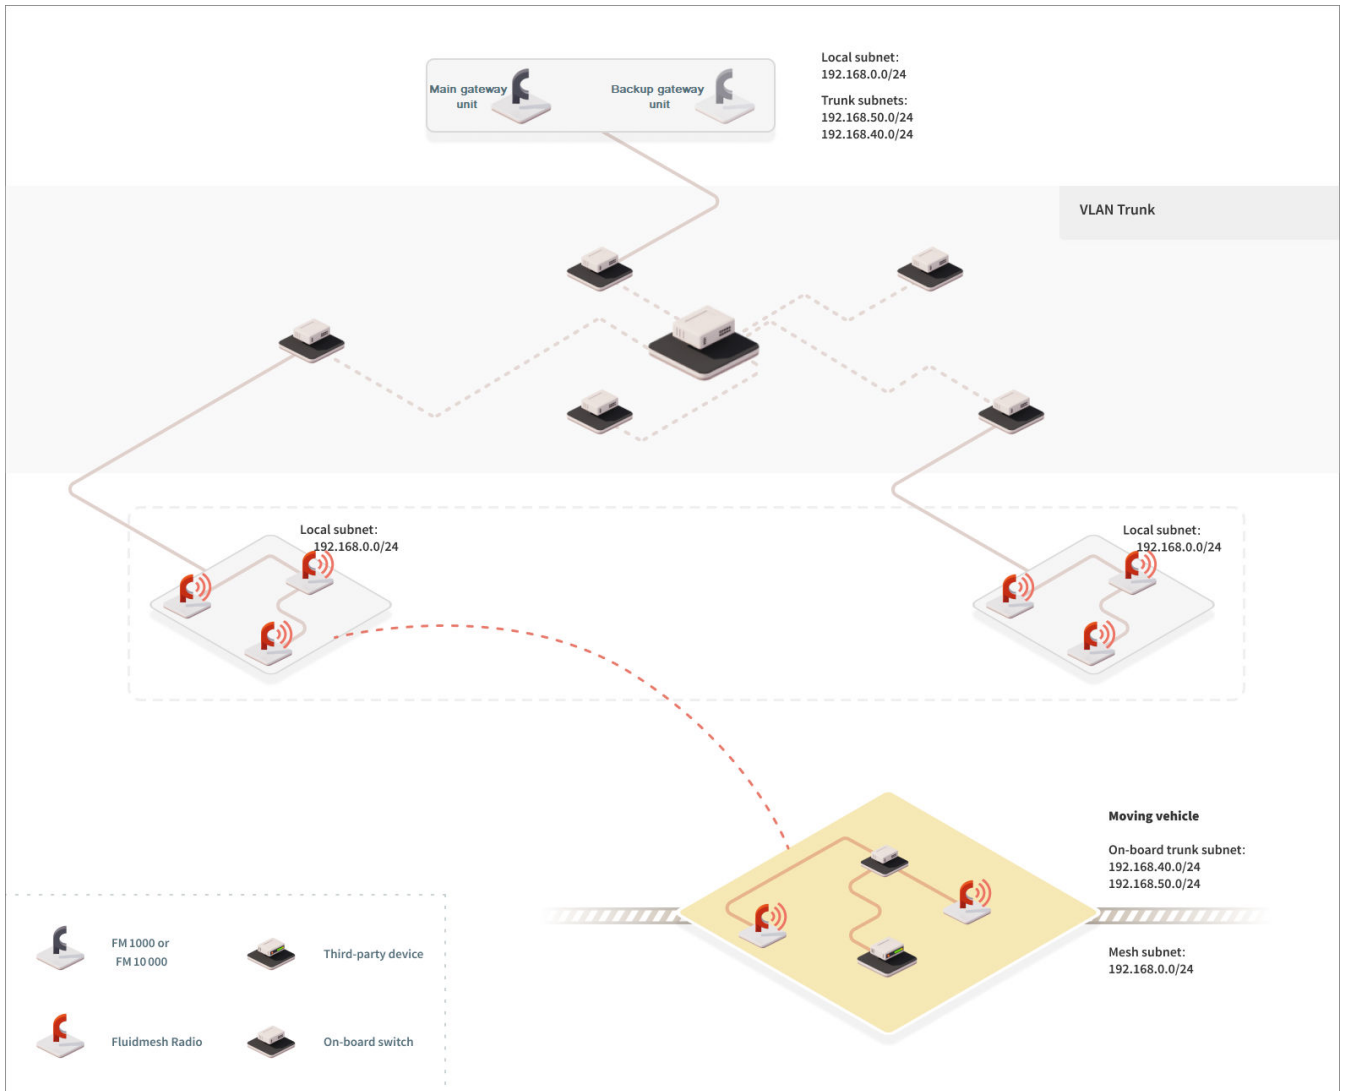 Local subnet:
192.168.0.0/24
Main gateway
unit
Backup gateway
unit
Trunk subnets:
192.168.50.0/24
192.168.40.0/24
VLAN Trunk
Local subnet:
192.168.0.0/24
Local subnet:
192.168.0.0/24
Moving vehicle
On-board trunk subnet:
192.168.40.0/24
192.168.50.0/24
Mesh subnet:
192.168.0.0/24
FM 1000 or
FM 10 000
Third-party device
Fluidmesh Radio
On-board switch